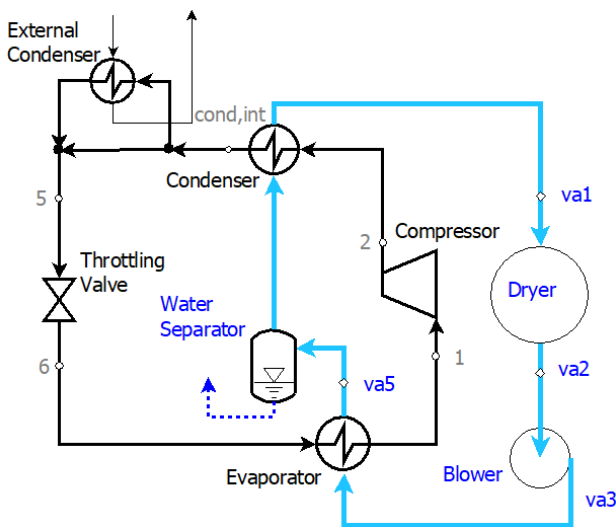 External
Condenser
cond,int
Condenser
va1
5
2
Compressor
Throttling
Valve
Dryer
Water
Separator
6
va5
1
va2
Evaporator
Blower
va3